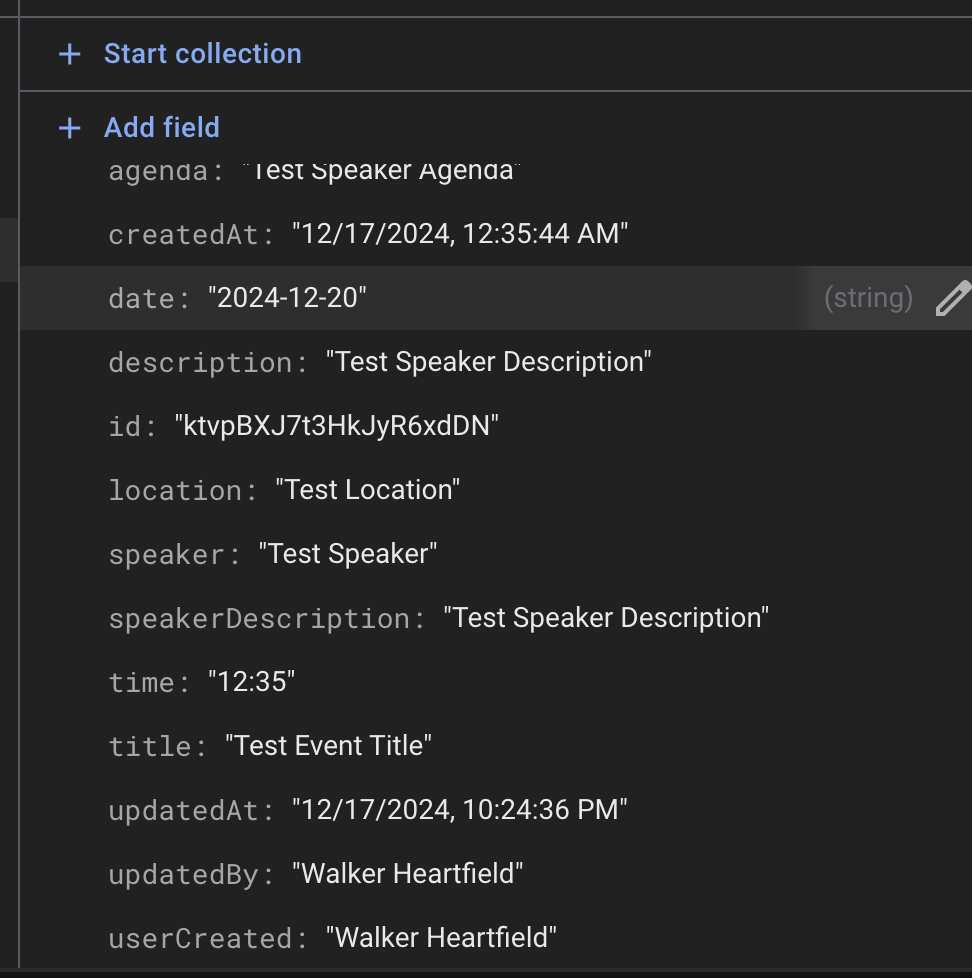 + Start collection
+ Add field
agenda: "Test Speaker Agenda"
createdAt: "12/17/2024, 12:35:44 AM"
date: "2024-12-20" (string)
description: "Test Speaker Description"
id: "ktvpBXJ7t3HkJyR6xdDN"
location: "Test Location"
speaker: "Test Speaker"
speakerDescription: "Test Speaker Description"
time: "12:35"
title: "Test Event Title"
updatedAt: "12/17/2024, 10:24:36 PM"
updatedBy: "Walker Heartfield"
userCreated: "Walker Heartfield"